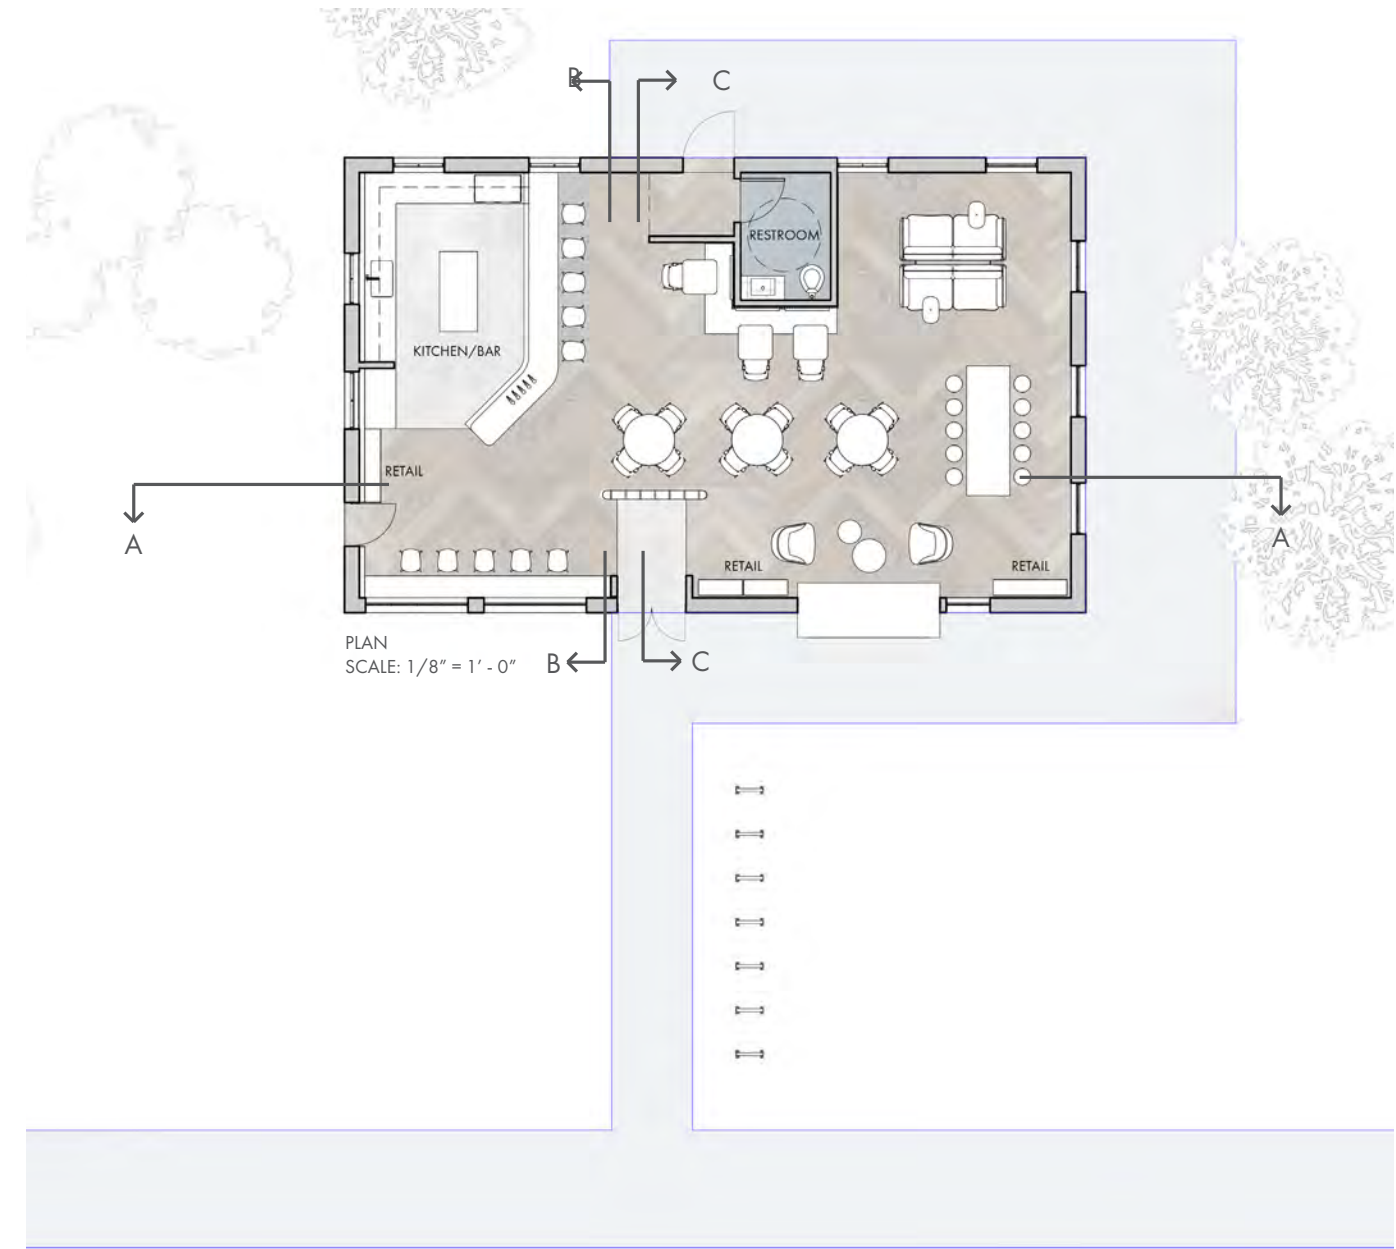 B
C
RESTROOM
KITCHEN/BAR
RETAIL
A
A
RETAIL
RETAIL
PLAN
SCALE: 1/8" = 1' - 0"
B
C